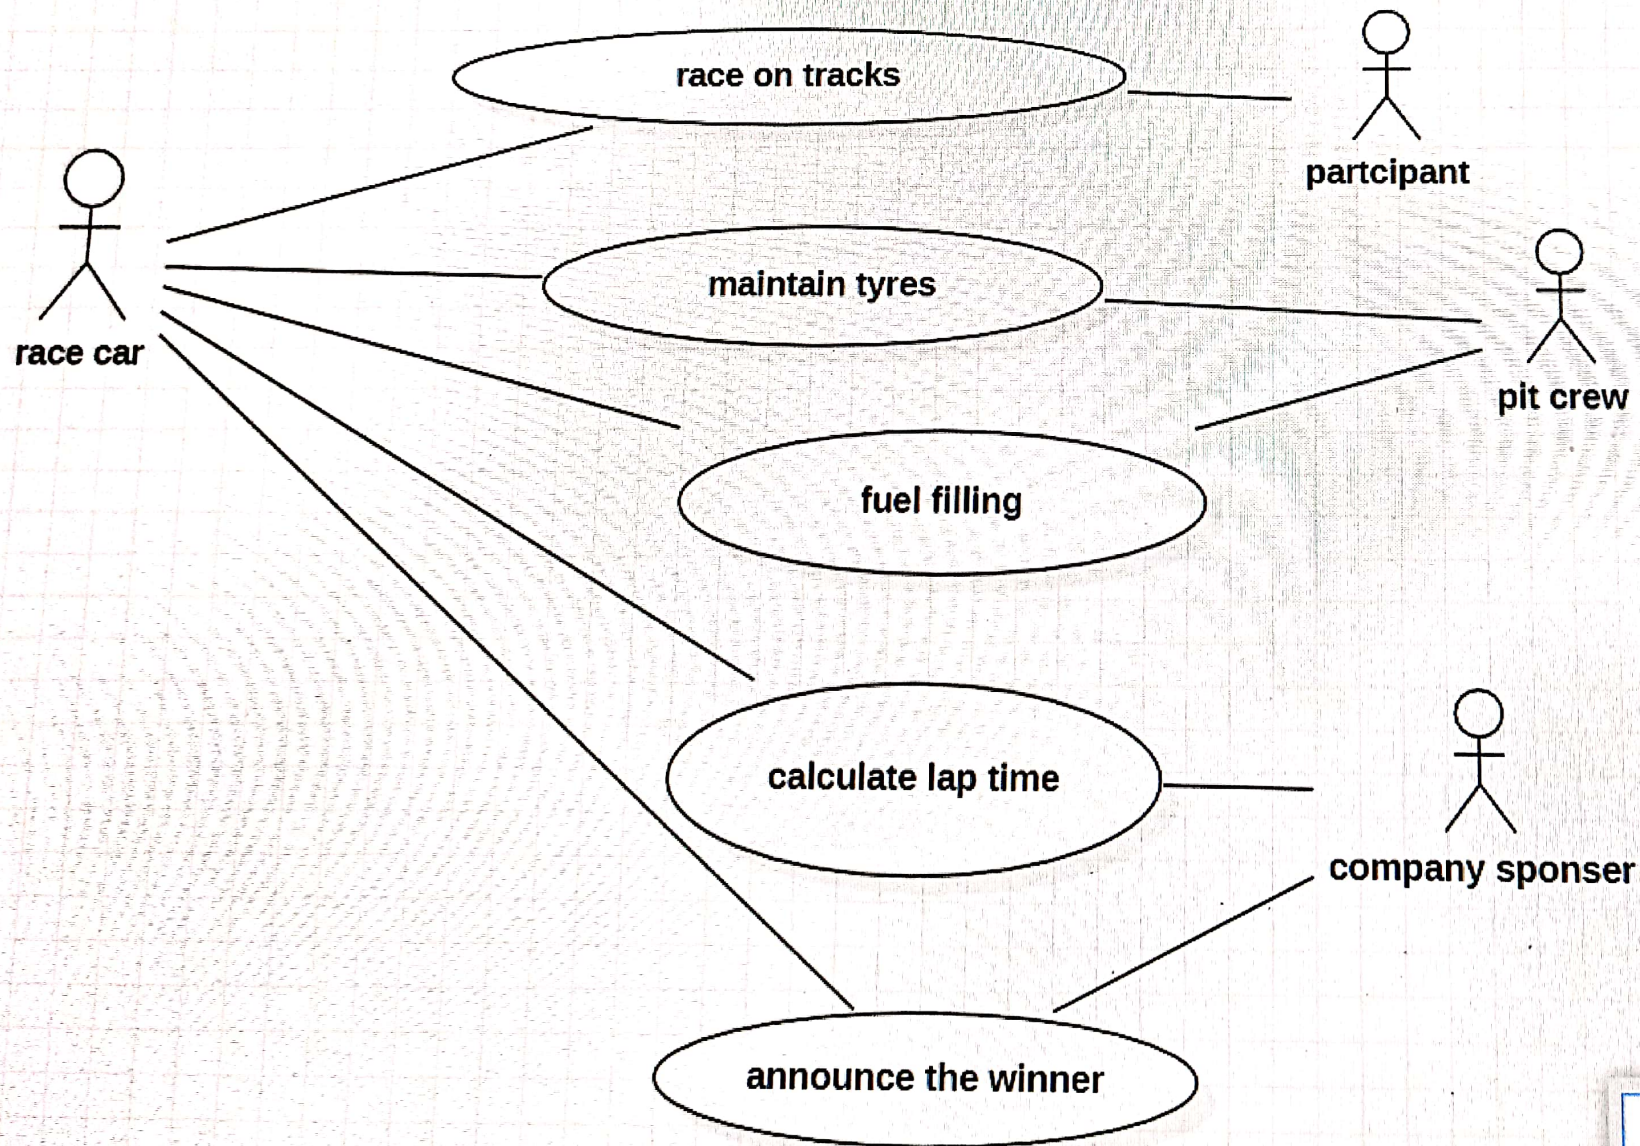 race on tracks
partcipant
race car
maintain tyres
pit crew
fuel filling
calculate lap time
company sponser
announce the winner